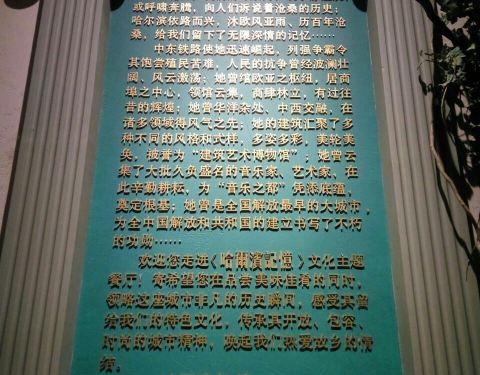 或呼啸奔腾，向人们诉说着沧桑的历史；
哈尔滨依路而兴，沐欧风亚雨、历百年沧
桑，给我们留下了无限深情的记忆……
中东铁路使她迅速崛起，列强争霸令
其饱尝殖民苦难，人民的抗争曾经波澜壮
阔、风云激荡；她曾绾欧亚之枢纽，居商
埠之中心，领馆云集，商肆林立，有过往
昔的辉煌；她曾华洋杂处、中西交融，在
诸多领域得风气之先；她的建筑汇聚了多
种不同的风格和式样，多姿多彩，美轮美
奂，被誉为“建筑艺术博物馆”；她曾云
集了大批久负盛名的音乐家、艺术家，在
此辛勤耕耘，为“音乐之都”凭添底蕴，
奠定根基；她曾是全国解放最早的大城市，
为全中国解放和共和国的建立书写了不朽
的功勋……
欢迎您走进《哈爾濱記憶》文化主题
餐厅！寄希望您在品尝美味佳肴的同时，
领略这座城市非凡的历史瞬间，感受其留
给我们的特色文化，传承其开放、包容、
时尚的城市精神，唤起我们热爱故乡的情
结。